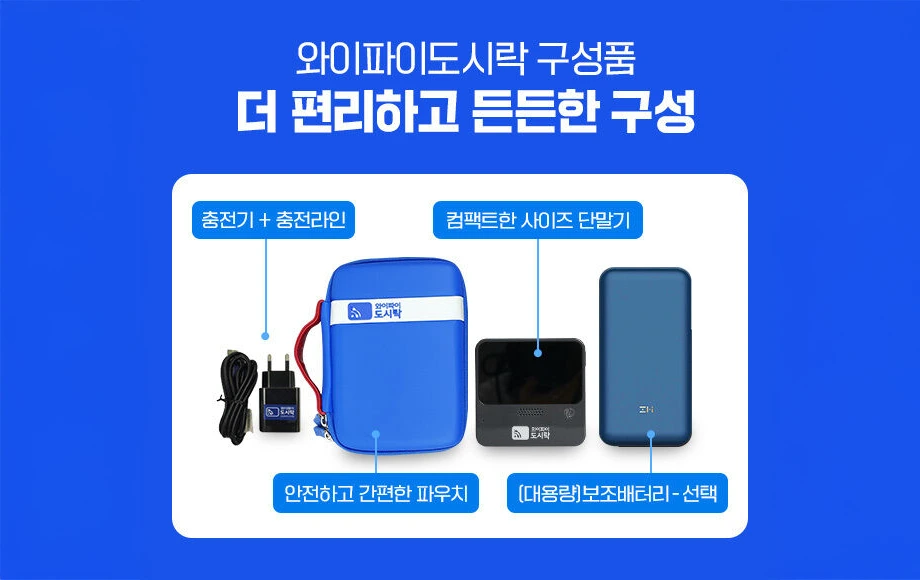 와이파이도시락 구성품
더 편리하고 든든한 구성
충전기 + 충전라인
컴팩트한 사이즈 단말기
와이파이
도시락
와이파이
도시락
와이파이
도시락
안전하고 간편한 파우치
(대용량)보조배터리 - 선택